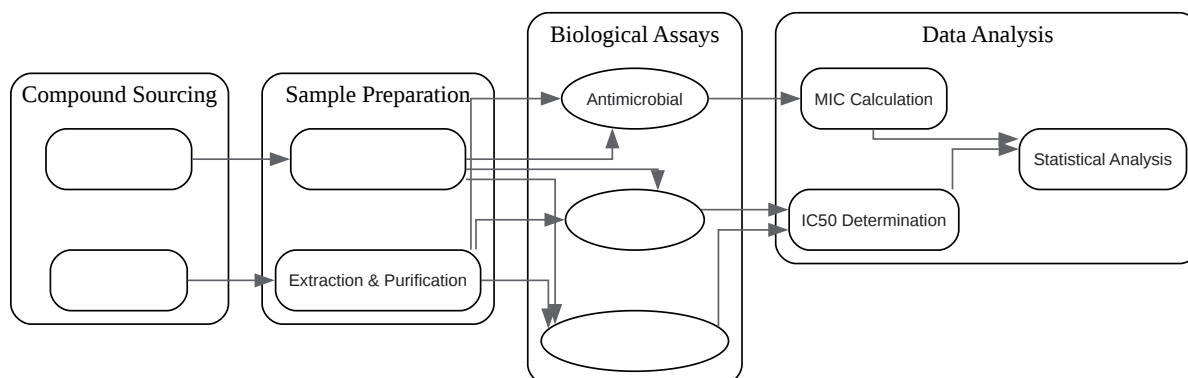 Compound Sourcing
Sample Preparation
Extraction & Purification
Biological Assays
Antimicrobial
Data Analysis
MIC Calculation
IC50 Determination
Statistical Analysis